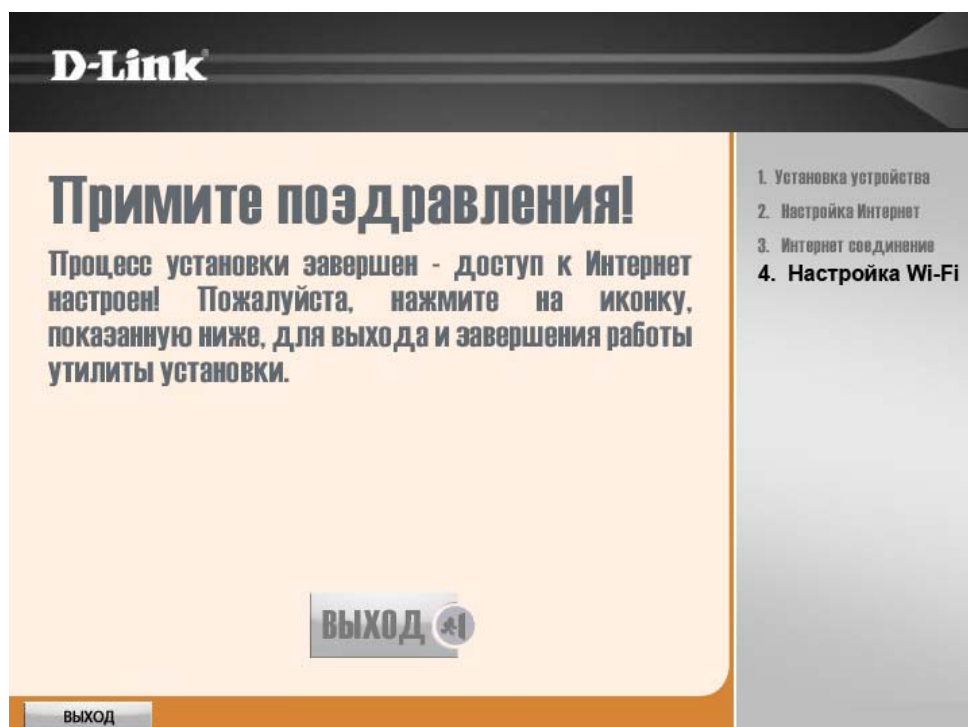 D-Link
Примите поздравления!
Процесс установки завершен - доступ к Интернет
настроен! Пожалуйста, нажмите на иконку,
показанную ниже, для выхода и завершения работы
утилиты установки.
ВЫХОД
ВЫХОД
1. Установка устройства
2. Настройка Интернет
3. Интернет соединение
4. Настройка Wi-Fi